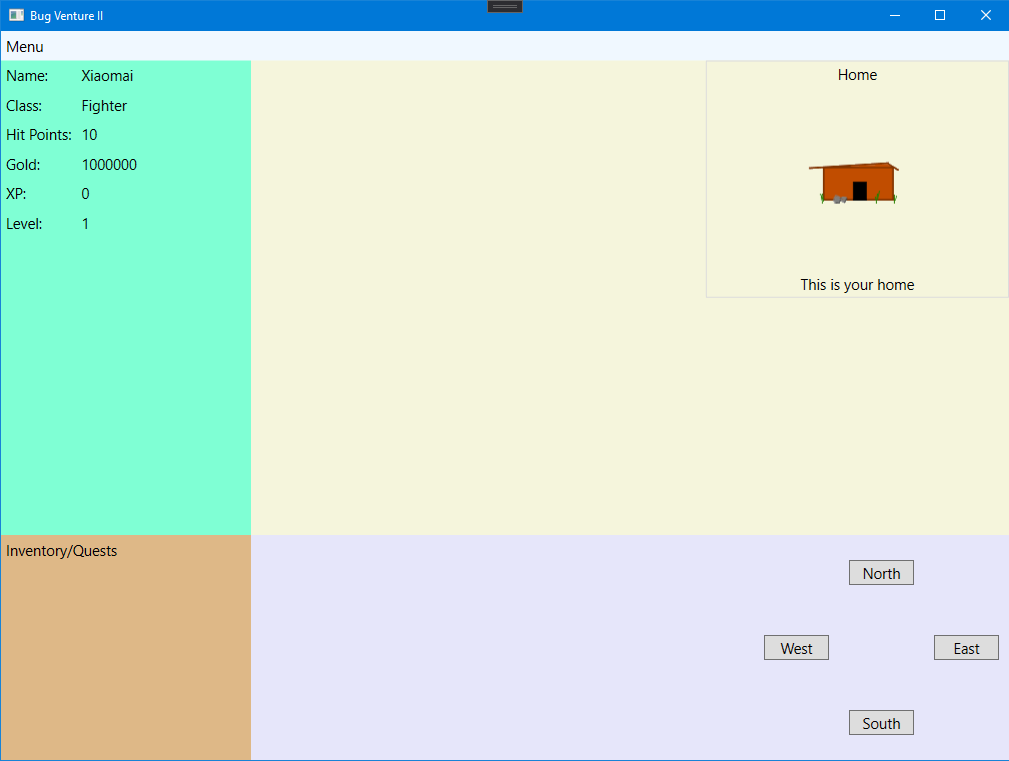 Bug Venture II
Menu
Name: Xiaomai
Class: Fighter
Hit Points: 10
Gold: 1000000
XP: 0
Level: 1
Home
This is your home
Inventory/Quests
North
West East
South